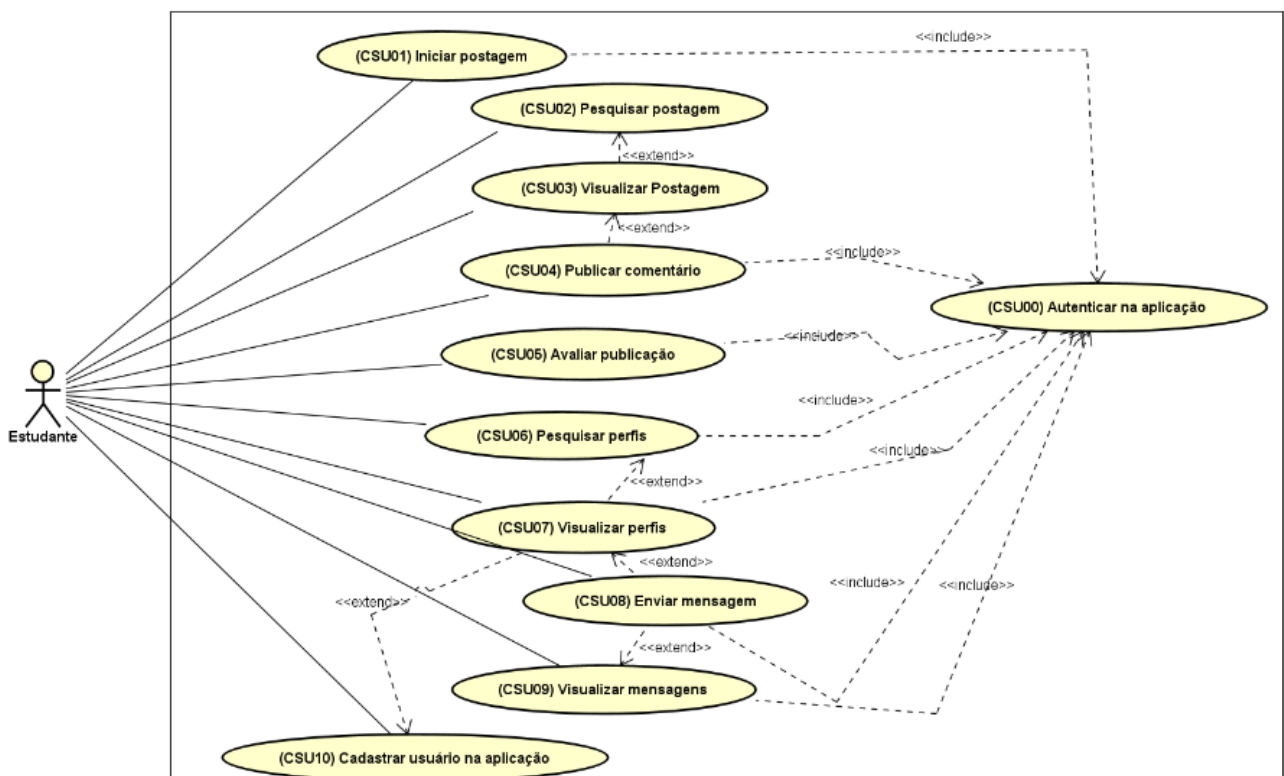 <<include>>
(CSU01) Iniciar postagem
(CSU02) Pesquisar postagem
<<extend>>
(CSU03) Visualizar Postagem
<<extend>>
(CSU04) Publicar comentário
<<include>>
(CSU00) Autenticar na aplicação
<<include>>
(CSU05) Avaliar publicação
<<include>>
Estudante
(CSU06) Pesquisar perfis
<<include>>
<<extend>>
(CSU07) Visualizar perfis
<<extend>>
<<include>>
<<include>>
<<extend>>
(CSU08) Enviar mensagem
<<extend>>
(CSU09) Visualizar mensagens
(CSU10) Cadastrar usuário na aplicação